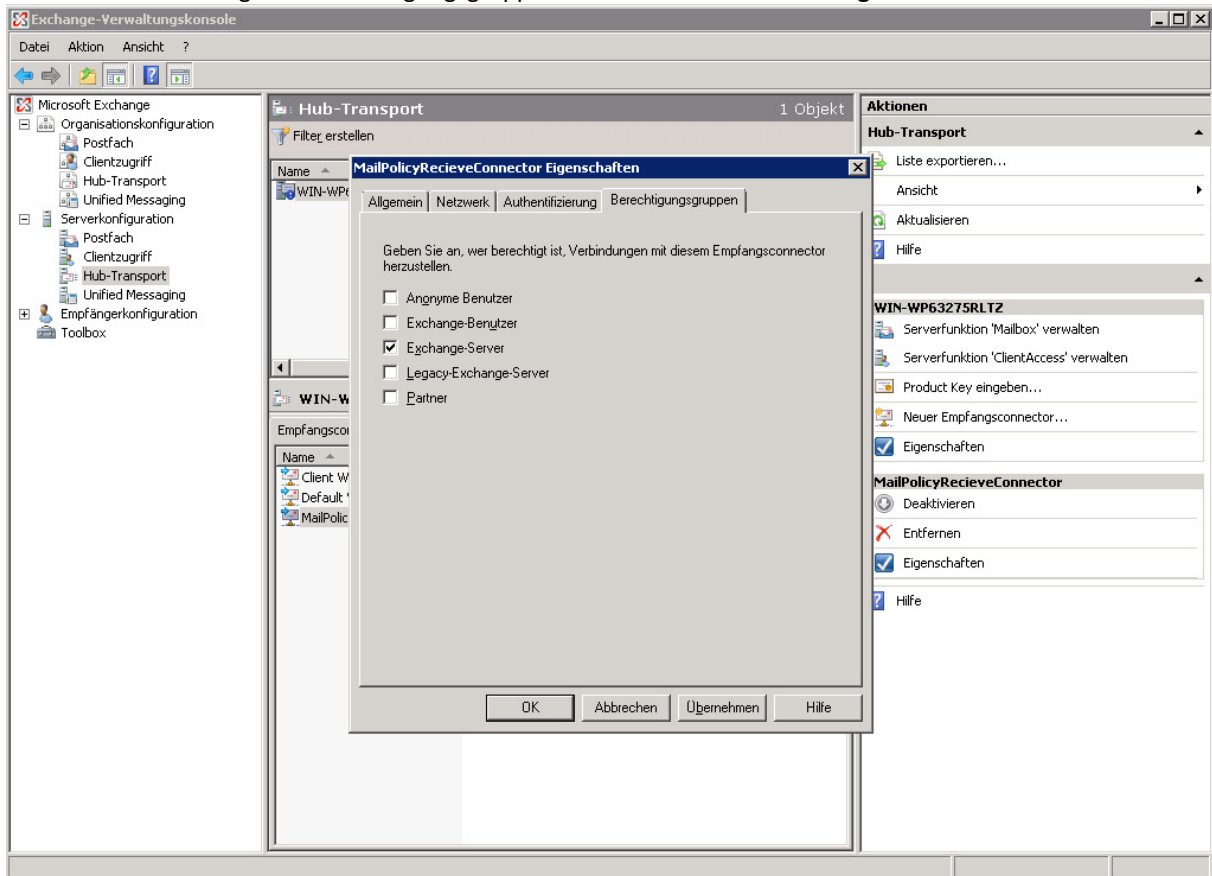 Exchange-Verwaltungskonsole
Datei Aktion Ansicht ?
Microsoft Exchange
Organisationskonfiguration
Postfach
Clientzugriff
Hub-Transport
Unified Messaging
Serverkonfiguration
Postfach
Clientzugriff
Hub-Transport
Unified Messaging
Empfängerkonfiguration
Toolbox
Hub-Transport 1 Objekt
Filter erstellen
Name
WIN-WP6
WIN-W
Empfangscor
Name
Client W
Default
MailPolic
MailPolicyRecieveConnector Eigenschaften
Allgemein Netzwerk Authentifizierung Berechtigungsgruppen
Geben Sie an, wer berechtigt ist, Verbindungen mit diesem Empfangsconnector
herzustellen.
Anonyme Benutzer
Exchange-Benutzer
Exchange-Server
Legacy-Exchange-Server
Partner
OK Abbrechen Übernehmen Hilfe
Aktionen
Hub-Transport
Liste exportieren...
Ansicht
Aktualisieren
Hilfe
WIN-WP63275RLTZ
Serverfunktion 'Mailbox' verwalten
Serverfunktion 'ClientAccess' verwalten
Product Key eingeben...
Neuer Empfangsconnector...
Eigenschaften
MailPolicyRecieveConnector
Deaktivieren
Entfernen
Eigenschaften
Hilfe